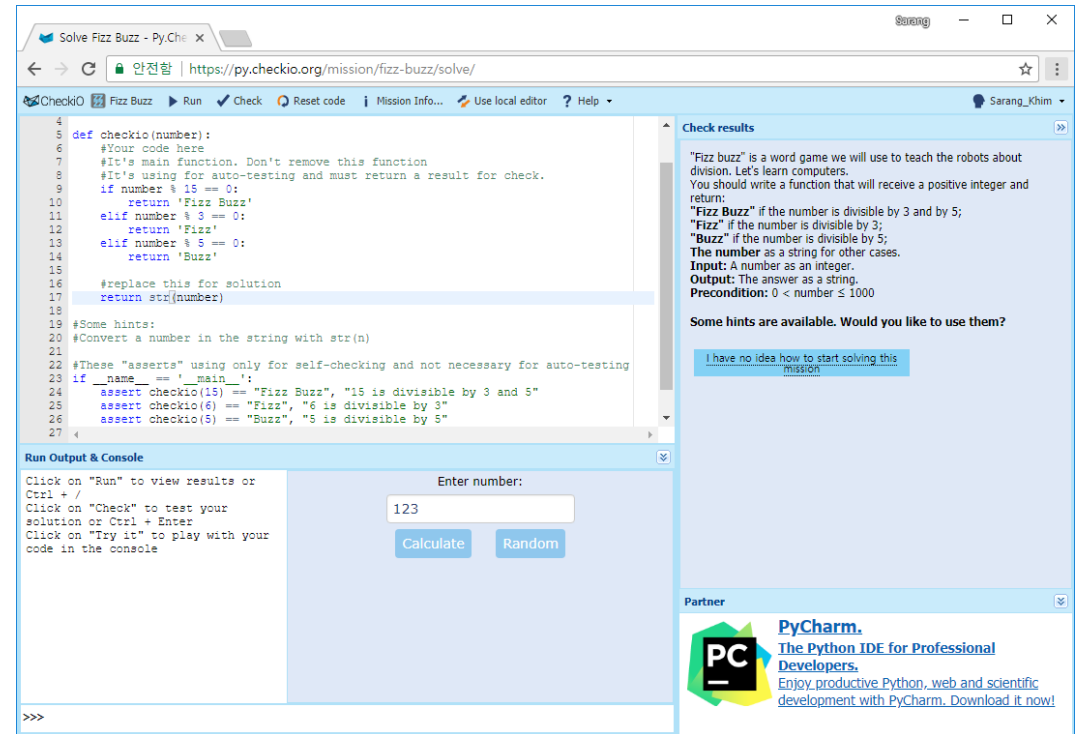 Sarang
Solve Fizz Buzz - Py.Che
안전함 | https://py.checkio.org/mission/fizz-buzz/solve/
CheckiO Fizz Buzz Run Check Reset code Mission Info... Use local editor Help Sarang_Khim
4
5 def checkio(number):
6 #Your code here
7 #It's main function. Don't remove this function
8 #It's using for auto-testing and must return a result for check.
9 if number % 15 == 0:
10 return 'Fizz Buzz'
11 elif number % 3 == 0:
12 return 'Fizz'
13 elif number % 5 == 0:
14 return 'Buzz'
15
16 #replace this for solution
17 return str(number)
18
19 #Some hints:
20 #Convert a number in the string with str(n)
21
22 #These "asserts" using only for self-checking and not necessary for auto-testing
23 if __name__ == '__main__':
24 assert checkio(15) == "Fizz Buzz", "15 is divisible by 3 and 5"
25 assert checkio(6) == "Fizz", "6 is divisible by 3"
26 assert checkio(5) == "Buzz", "5 is divisible by 5"
27
Run Output & Console
Click on "Run" to view results or
Ctrl + /
Click on "Check" to test your
solution or Ctrl + Enter
Click on "Try it" to play with your
code in the console
Enter number:
123
Calculate Random
>>>
Check results
"Fizz buzz" is a word game we will use to teach the robots about
division. Let's learn computers.
You should write a function that will receive a positive integer and
return:
"Fizz Buzz" if the number is divisible by 3 and by 5;
"Fizz" if the number is divisible by 3;
"Buzz" if the number is divisible by 5;
The number as a string for other cases.
Input: A number as an integer.
Output: The answer as a string.
Precondition: 0 < number ≤ 1000
Some hints are available. Would you like to use them?
I have no idea how to start solving this
mission
Partner
PC
PyCharm.
The Python IDE for Professional
Developers.
Enjoy productive Python, web and scientific
development with PyCharm. Download it now!